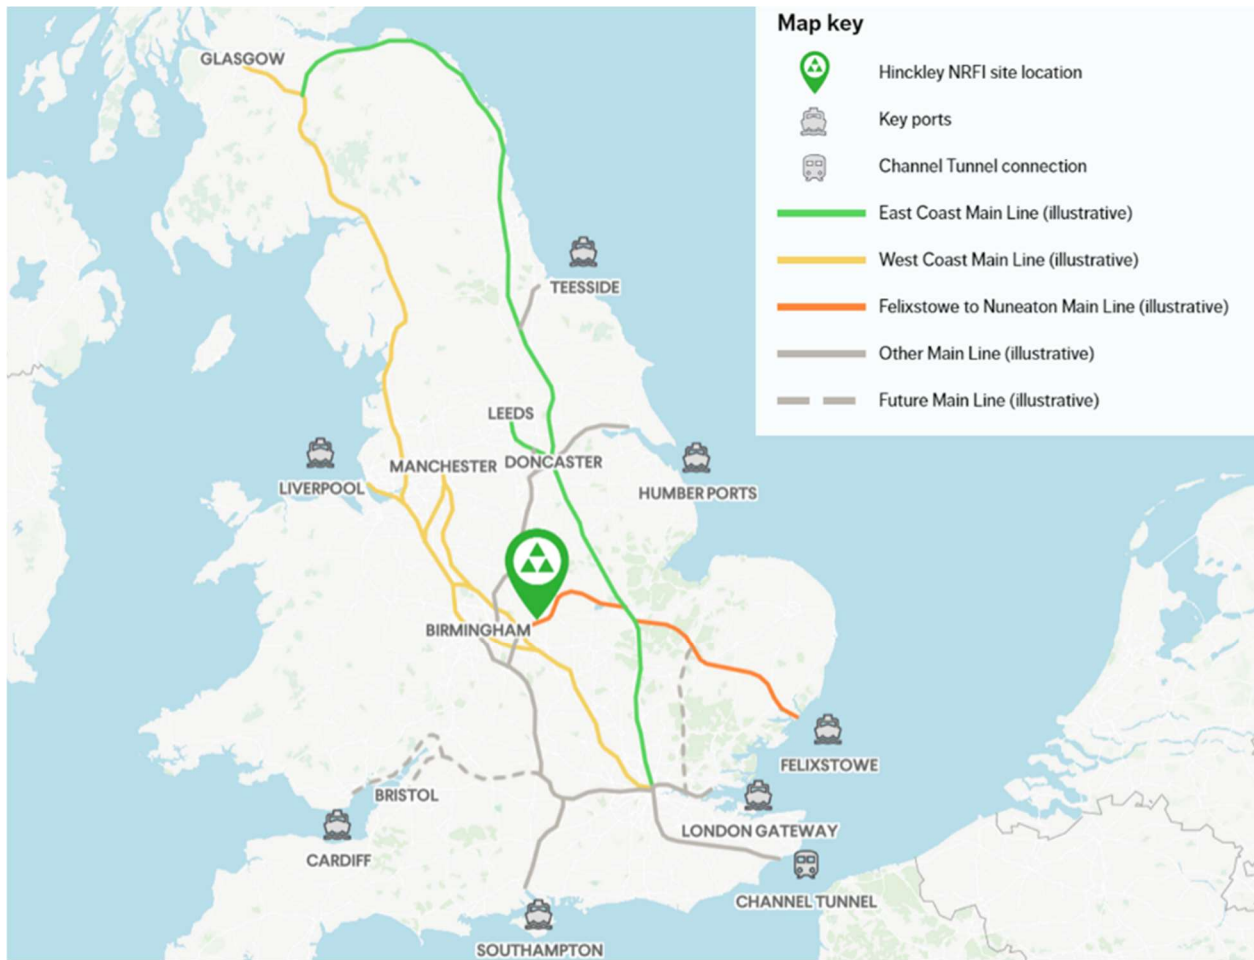 Map key
Hinckley NRFI site location
Key ports
Channel Tunnel connection
East Coast Main Line (illustrative)
West Coast Main Line (illustrative)
Felixstowe to Nuneaton Main Line (illustrative)
Other Main Line (illustrative)
Future Main Line (illustrative)
GLASGOW
TEESSIDE
LEEDS
MANCHESTER
DONCASTER
LIVERPOOL
HUMBER PORTS
BIRMINGHAM
FELIXSTOWE
BRISTOL
LONDON GATEWAY
CARDIFF
CHANNEL TUNNEL
SOUTHAMPTON